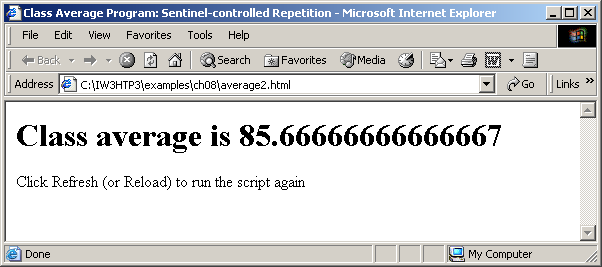 Class Average Program: Sentinel-controlled Repetition - Microsoft Internet Explorer
File Edit View Favorites Tools Help
Back Search Favorites Media
Address C:\IW3HTP3\examples\ch08\average2.html Go Links »
Class average is 85.66666666666667
Click Refresh (or Reload) to run the script again
Done My Computer